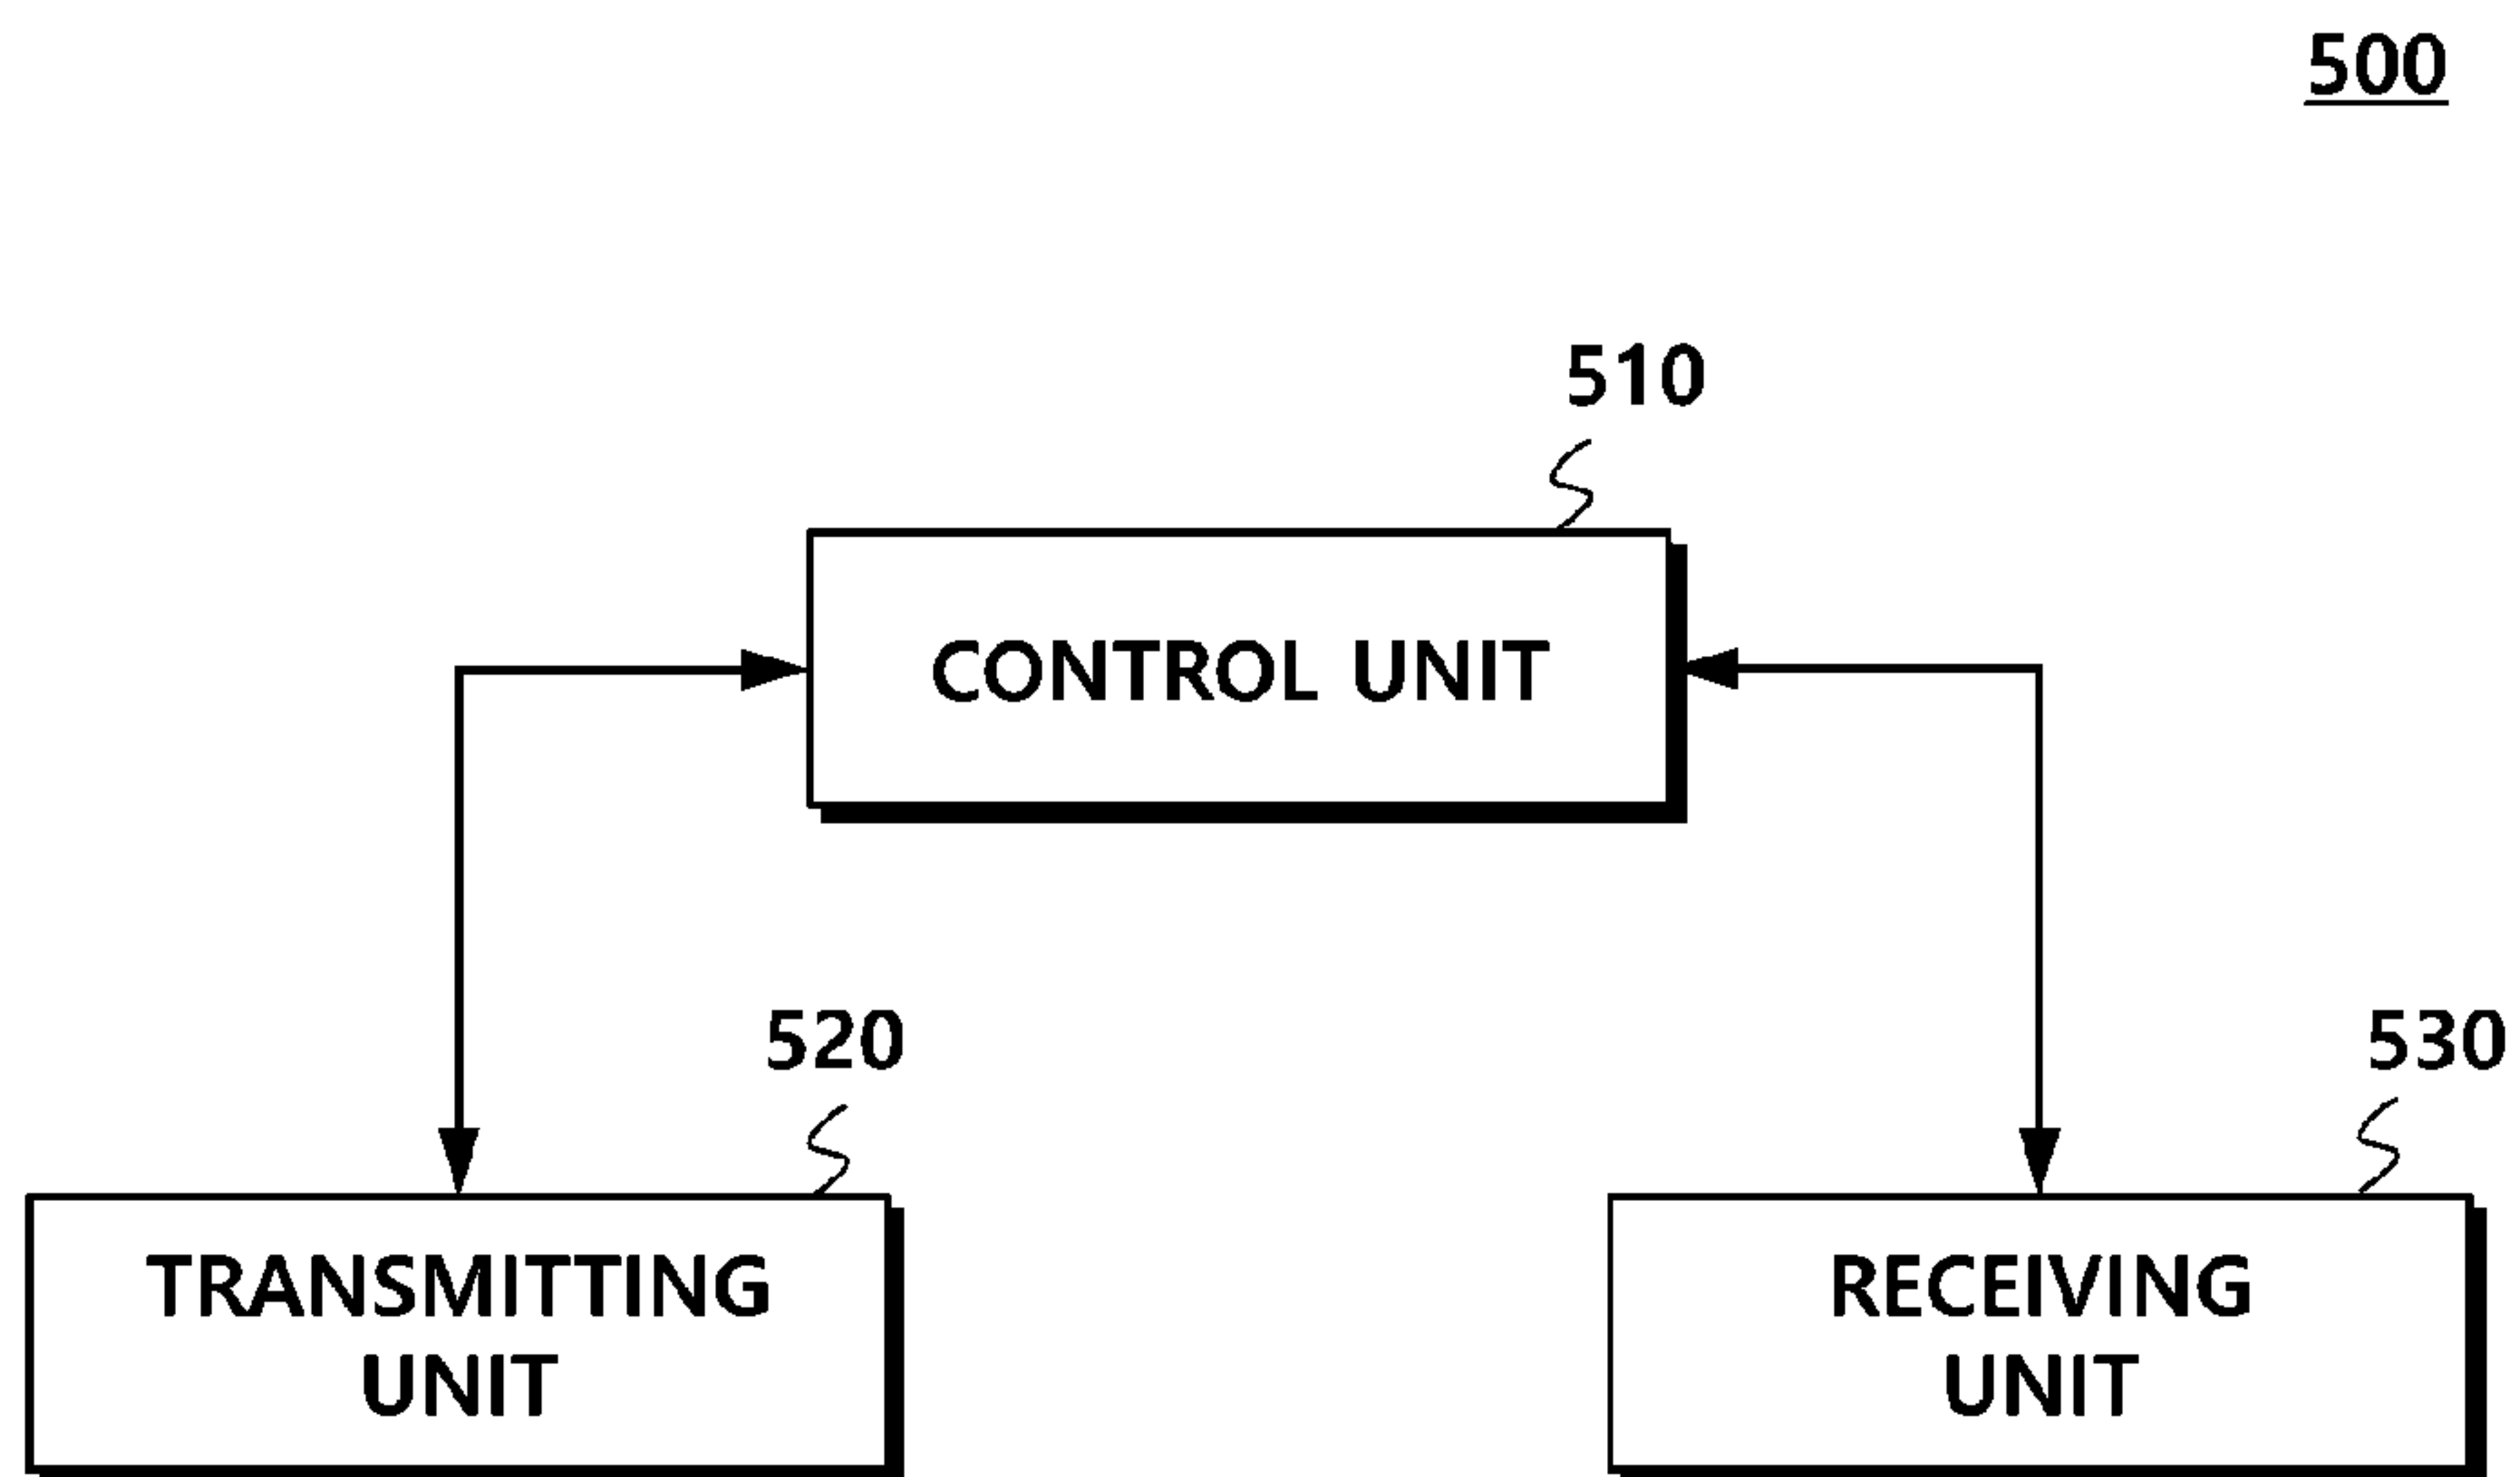 500
510
CONTROL UNIT
520
530
TRANSMITTING
UNIT
RECEIVING
UNIT